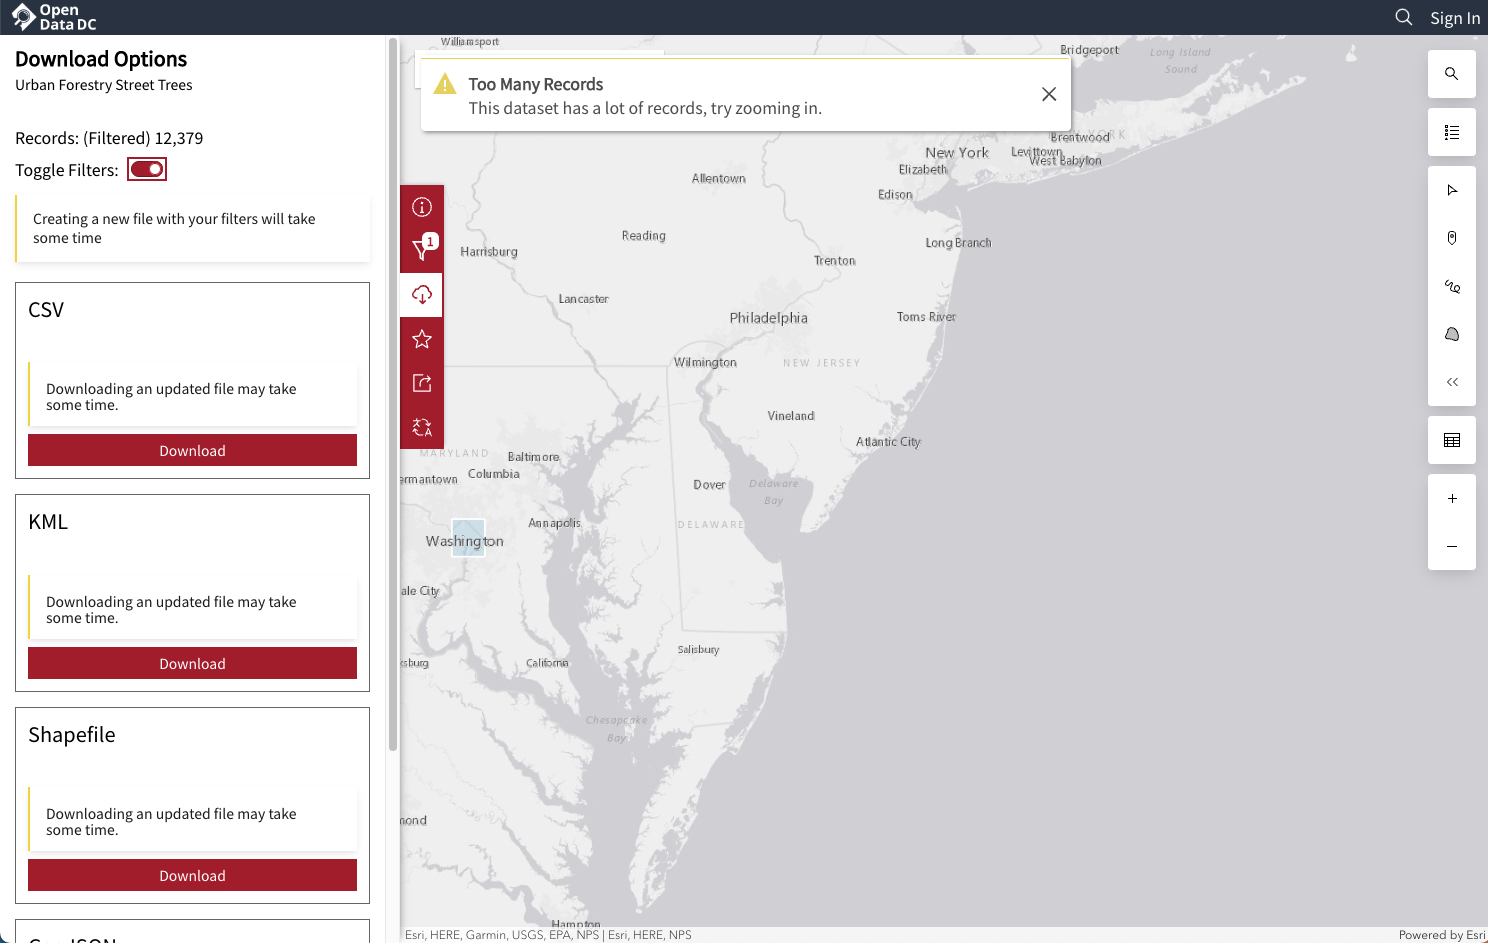 Open
Data DC
Sign In
Download Options
Urban Forestry Street Trees
Records: (Filtered) 12,379
Toggle Filters:
Creating a new file with your filters will take
some time
CSV
Downloading an updated file may take
some time.
Download
KML
Downloading an updated file may take
some time.
Download
Shapefile
Downloading an updated file may take
some time.
Download
1
Too Many Records
This dataset has a lot of records, try zooming in.
Williamsport
Bridgeport
Long Island
Sound
Brentwood
New York
Levittown
West Babylon
Elizabeth
Allentown
Edison
Reading
Harrisburg
Long Branch
Trenton
Lancaster
Philadelphia
Toms River
Wilmington
NEW JERSEY
Vineland
Atlantic City
MARYLAND
Baltimore
Columbia
ermantown
Dover
Delaware
Bay
Annapolis
DELAWARE
Washington
ale City
Salisbury
ksburg
California
Chesapeake
Bay
mond
Hampton
Esri, HERE, Garmin, USGS, EPA, NPS | Esri, HERE, NPS
Powered by Esri